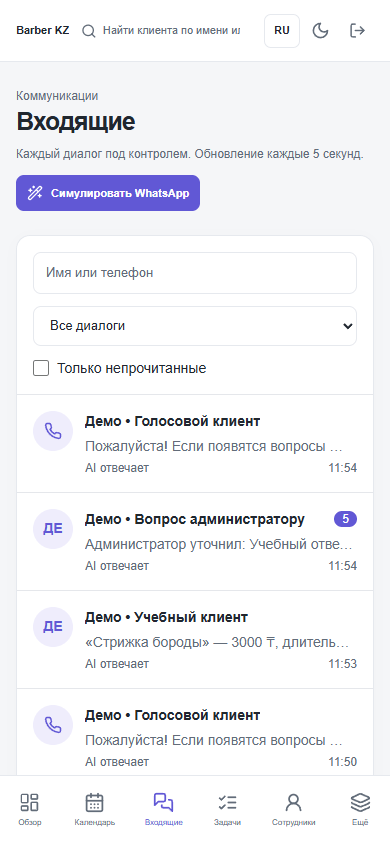 Barber KZ
Найти клиента по имени ил
RU
Коммуникации
Входящие
Каждый диалог под контролем. Обновление каждые 5 секунд.
Симулировать WhatsApp
Имя или телефон
Все диалоги
Только непрочитанные
Демо • Голосовой клиент
Пожалуйста! Если появятся вопросы ...
AI отвечает 11:54
ДЕ
Демо • Вопрос администратору 5
Администратор уточнил: Учебный отве...
AI отвечает 11:54
ДЕ
Демо • Учебный клиент
«Стрижка бороды» — 3000 ₸, длитель...
AI отвечает 11:53
Демо • Голосовой клиент
Пожалуйста! Если появятся вопросы ...
AI отвечает 11:50
Обзор
Календарь
Входящие
Задачи
Сотрудники
Ещё